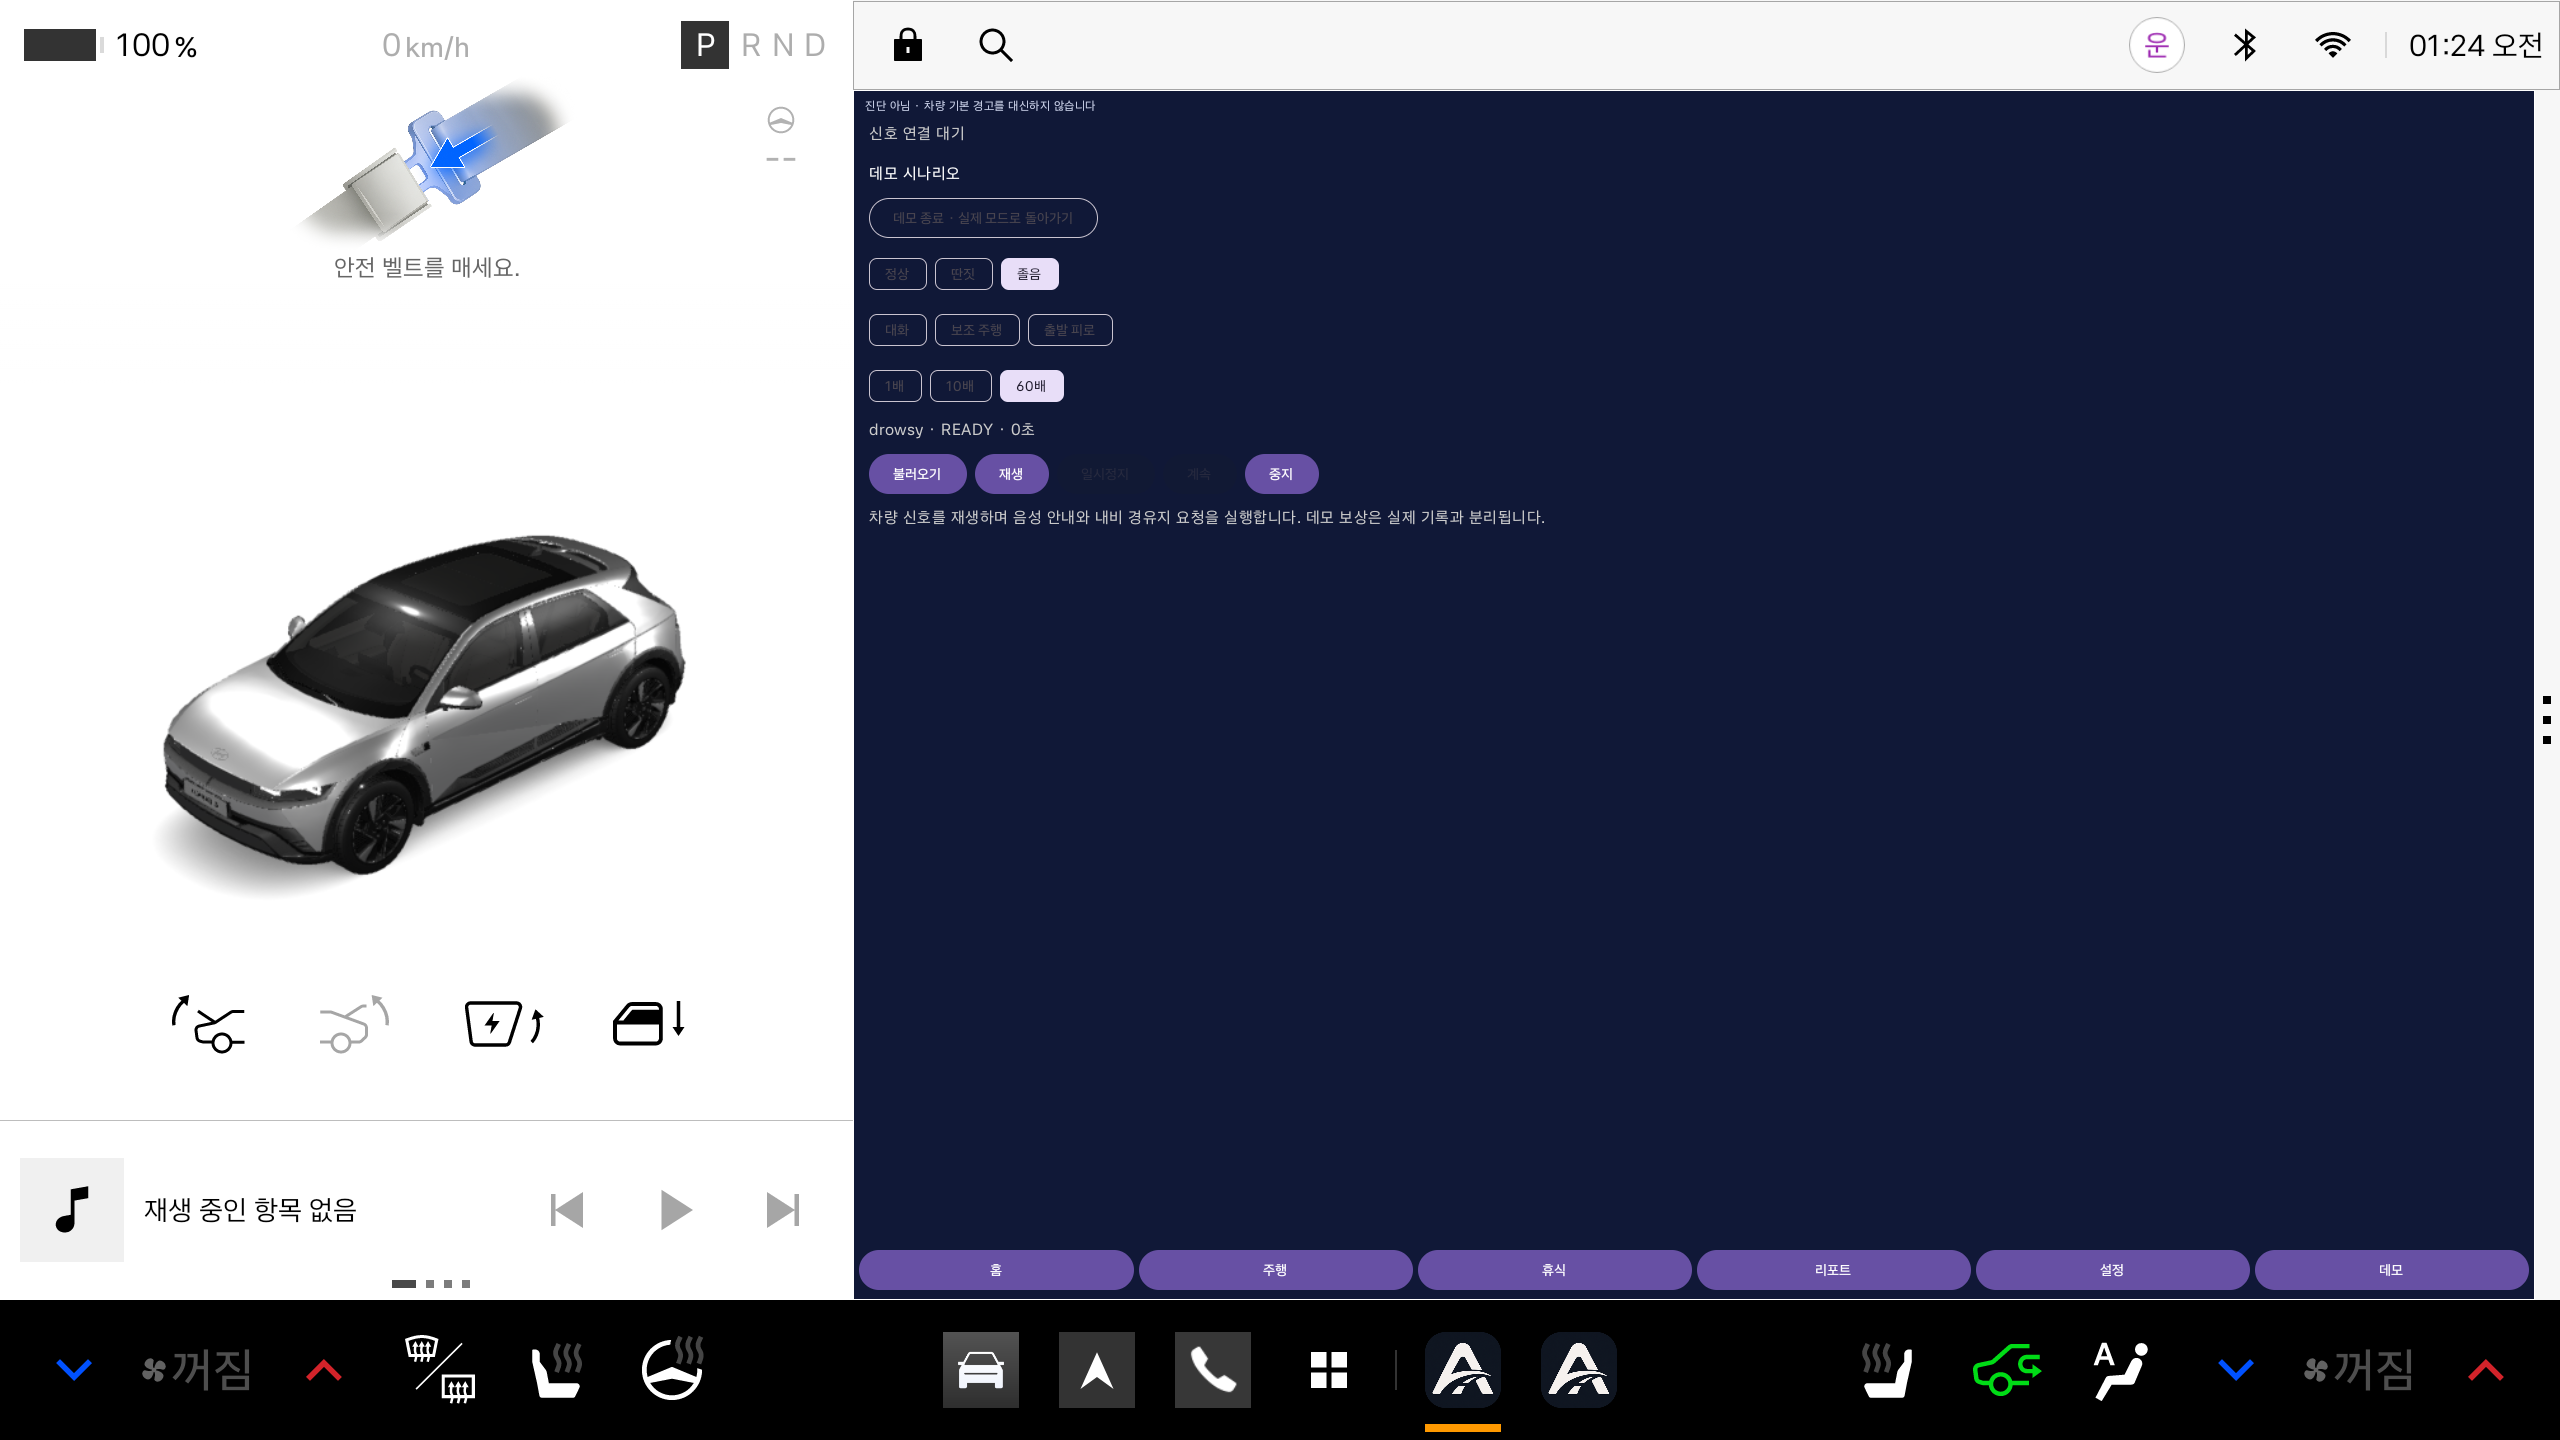 100 %
0 km/h
P R N D
안전 벨트를 매세요.
재생 중인 항목 없음
운
01:24 오전
진단 아님 · 차량 기본 경고를 대신하지 않습니다
신호 연결 대기
데모 시나리오
데모 종료 · 실제 모드로 돌아가기
정상 딴짓 졸음
대화 보조 주행 출발 피로
1배 10배 60배
drowsy · READY · 0초
불러오기 재생 일시정지 계속 중지
차량 신호를 재생하며 음성 안내와 내비 경유지 요청을 실행합니다. 데모 보상은 실제 기록과 분리됩니다.
홈 주행 휴식 리포트 설정 데모
꺼짐
A
꺼짐